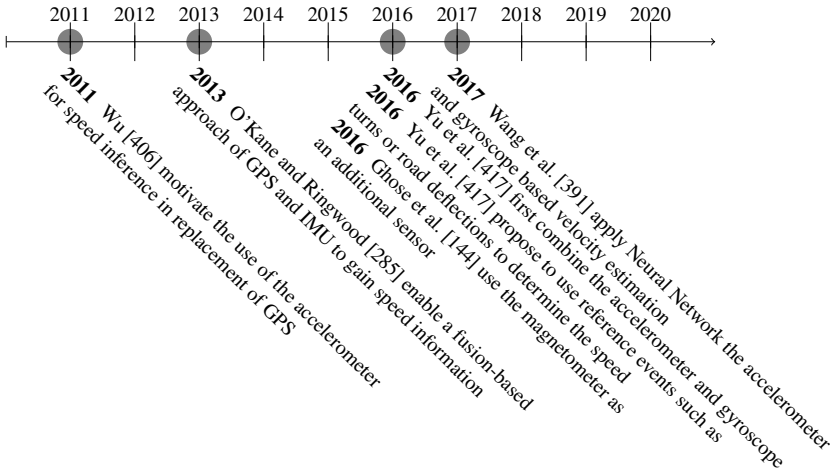 2011 2012 2013 2014 2015 2016 2017 2018 2019 2020
2011 Wu [406] motivate the use of the accelerometer
for speed inference in replacement of GPS
2013 O'Kane and Ringwood [285] enable a fusion-based
approach of GPS and IMU to gain speed information
2016 Yu et al. [417] first combine the accelerometer and gyroscope
2016 Yu et al. [417] propose to use reference events such as
turns or road deflections to determine the speed
2016 Ghose et al. [144] use the magnetometer as
an additional sensor
2017 Wang et al. [391] apply Neural Network the accelerometer
and gyroscope based velocity estimation